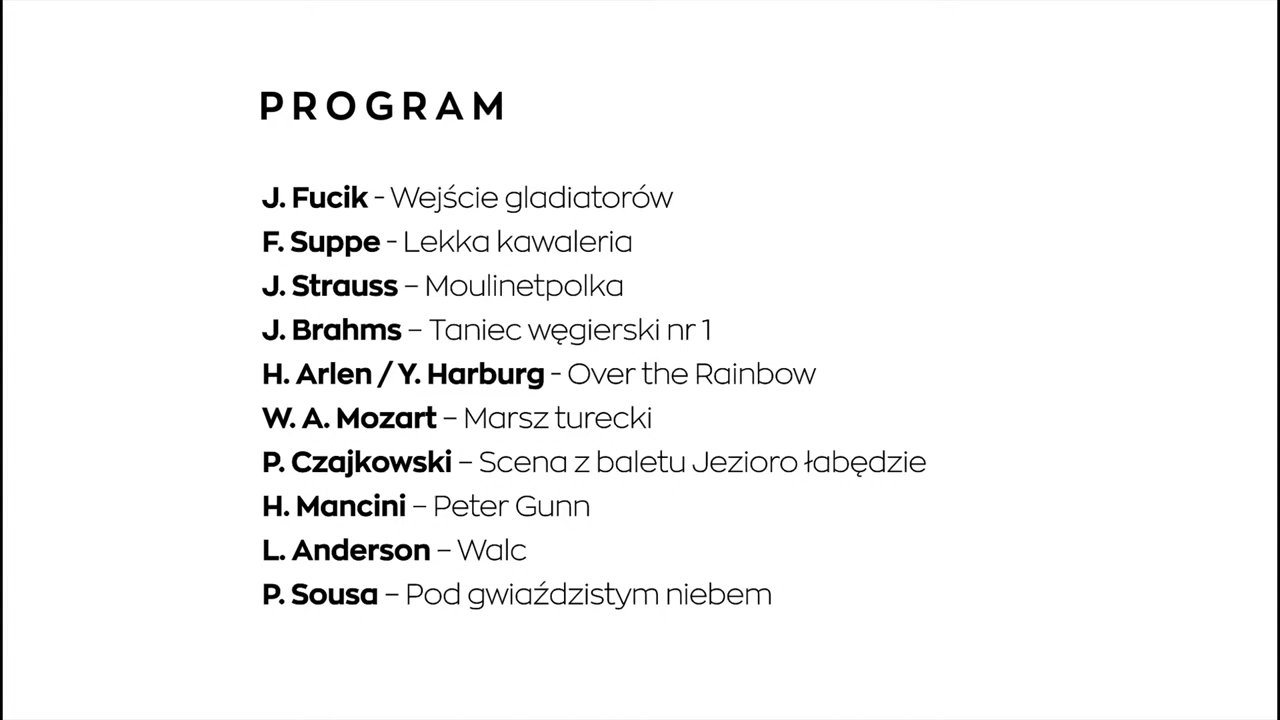 PROGRAM
J. Fucik - Wejście gladiatorów
F. Suppe - Lekka kawaleria
J. Strauss – Moulinetpolka
J. Brahms – Taniec węgierski nr 1
H. Arlen / Y. Harburg - Over the Rainbow
W. A. Mozart – Marsz turecki
P. Czajkowski – Scena z baletu Jezioro łabędzie
H. Mancini – Peter Gunn
L. Anderson – Walc
P. Sousa – Pod gwiaździstym niebem